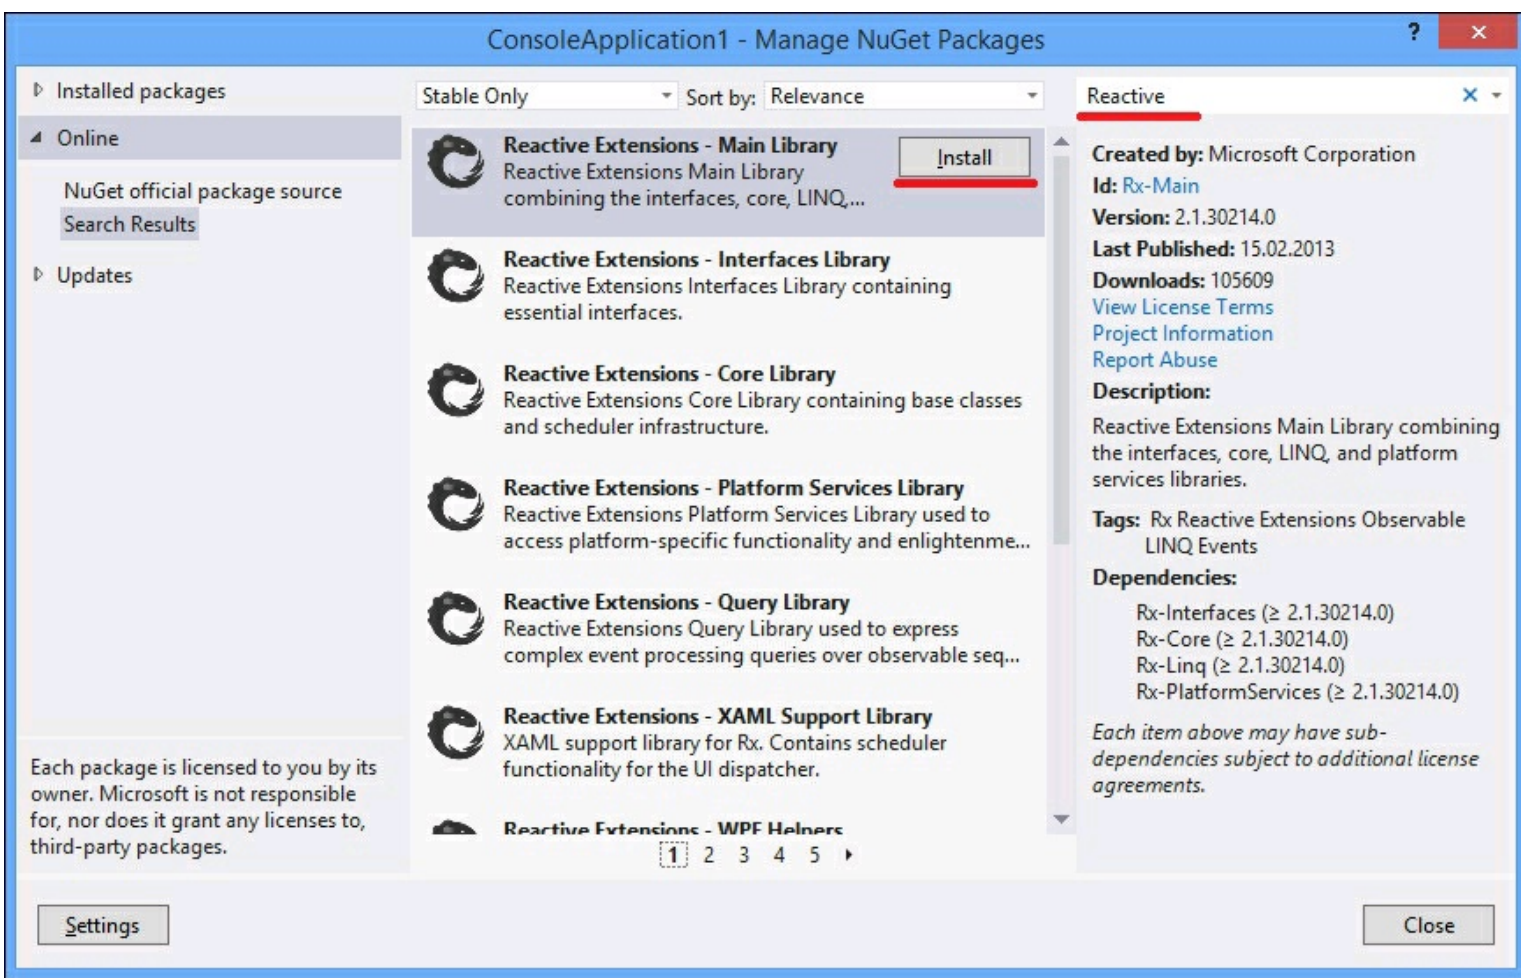 ConsoleApplication1 - Manage NuGet Packages
?
Installed packages
Online
NuGet official package source
Search Results
Updates
Each package is licensed to you by its
owner. Microsoft is not responsible
for, nor does it grant any licenses to,
third-party packages.
Settings
Stable Only
Sort by: Relevance
Reactive Extensions - Main Library
Reactive Extensions Main Library
combining the interfaces, core, LINQ,...
Install
Reactive Extensions - Interfaces Library
Reactive Extensions Interfaces Library containing
essential interfaces.
Reactive Extensions - Core Library
Reactive Extensions Core Library containing base classes
and scheduler infrastructure.
Reactive Extensions - Platform Services Library
Reactive Extensions Platform Services Library used to
access platform-specific functionality and enlightenme...
Reactive Extensions - Query Library
Reactive Extensions Query Library used to express
complex event processing queries over observable seq...
Reactive Extensions - XAML Support Library
XAML support library for Rx. Contains scheduler
functionality for the UI dispatcher.
Reactive Extensions - WPF Helpers
1 2 3 4 5
Reactive
Created by: Microsoft Corporation
Id: Rx-Main
Version: 2.1.30214.0
Last Published: 15.02.2013
Downloads: 105609
View License Terms
Project Information
Report Abuse
Description:
Reactive Extensions Main Library combining
the interfaces, core, LINQ, and platform
services libraries.
Tags: Rx Reactive Extensions Observable
LINQ Events
Dependencies:
Rx-Interfaces (≥ 2.1.30214.0)
Rx-Core (≥ 2.1.30214.0)
Rx-Linq (≥ 2.1.30214.0)
Rx-PlatformServices (≥ 2.1.30214.0)
Each item above may have sub-
dependencies subject to additional license
agreements.
Close